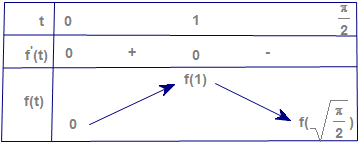 t 0 1 π/2
f'(t) 0 + 0 -
f(1)
f(t)
0 f(√(π/2))